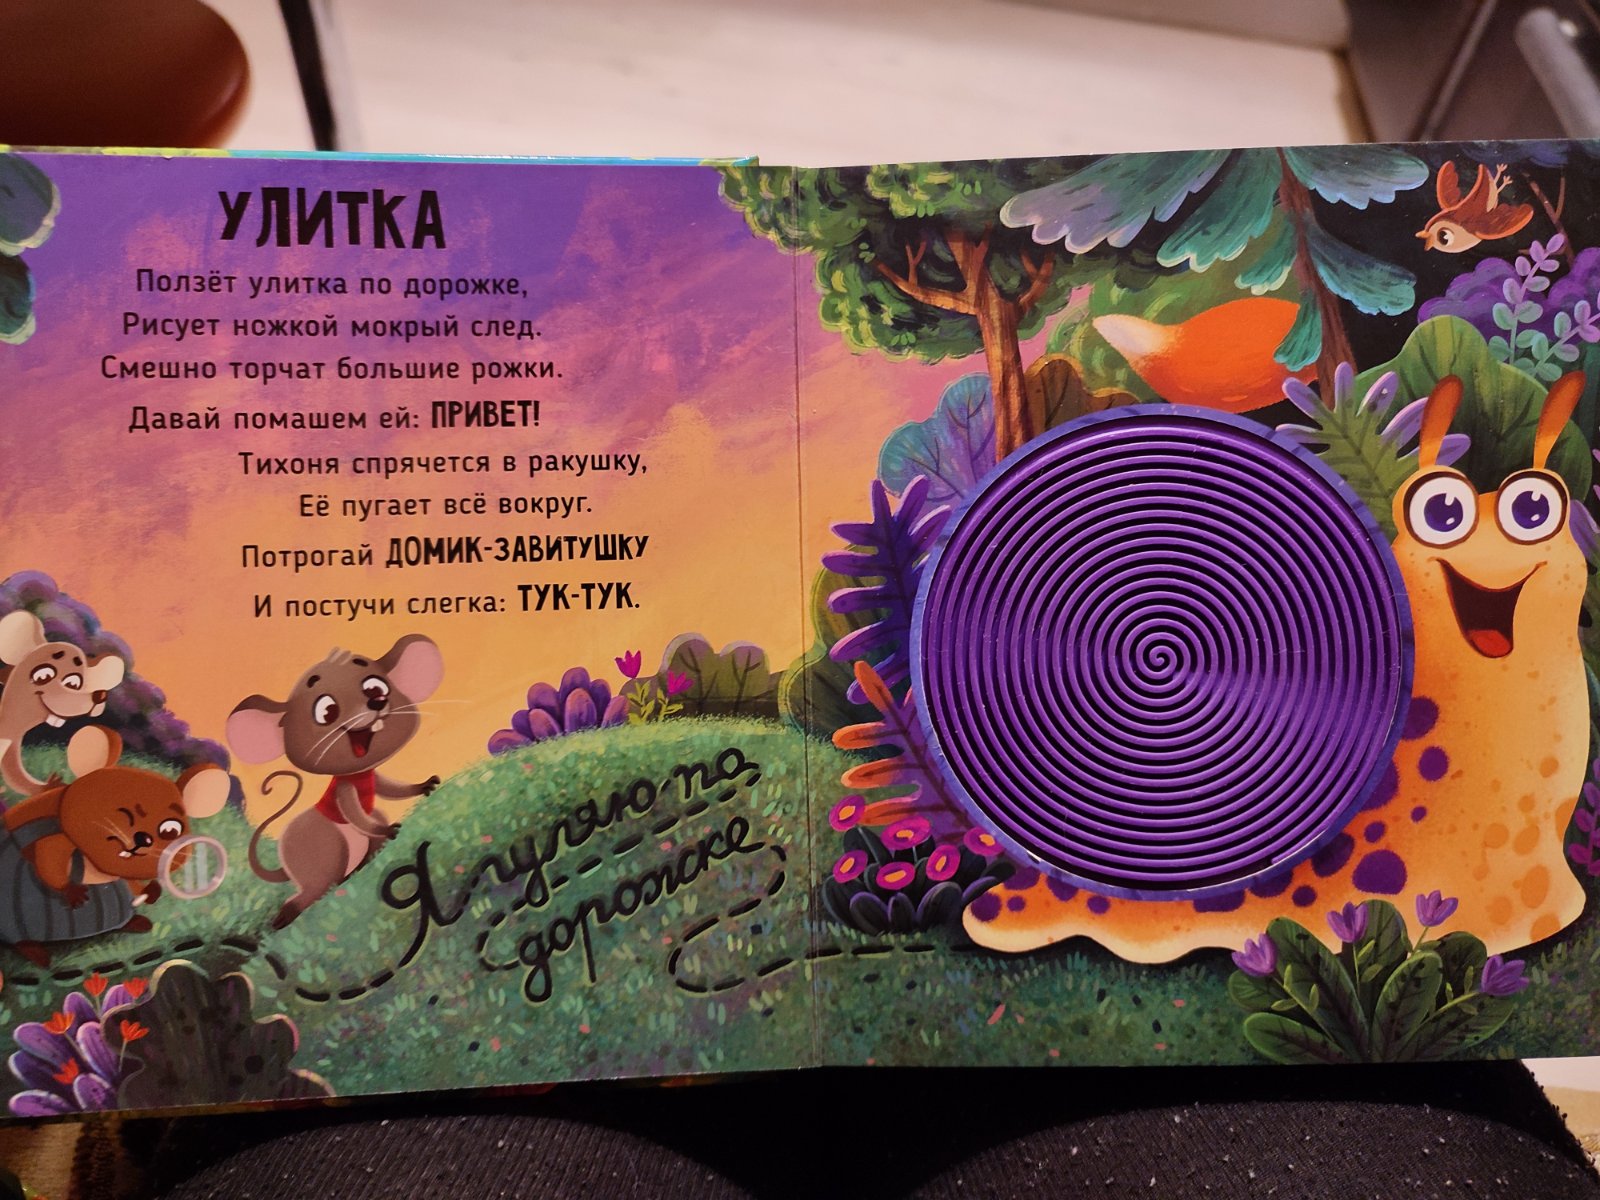 УЛИТКА
Ползёт улитка по дорожке,
Рисует ножкой мокрый след.
Смешно торчат большие рожки.
Давай помашем ей: ПРИВЕТ!
Тихоня спрячется в ракушку,
Её пугает всё вокруг.
Потрогай ДОМИК-ЗАВИТУШКУ
И постучи слегка: ТУК-ТУК.
Я гуляю по
дорожке